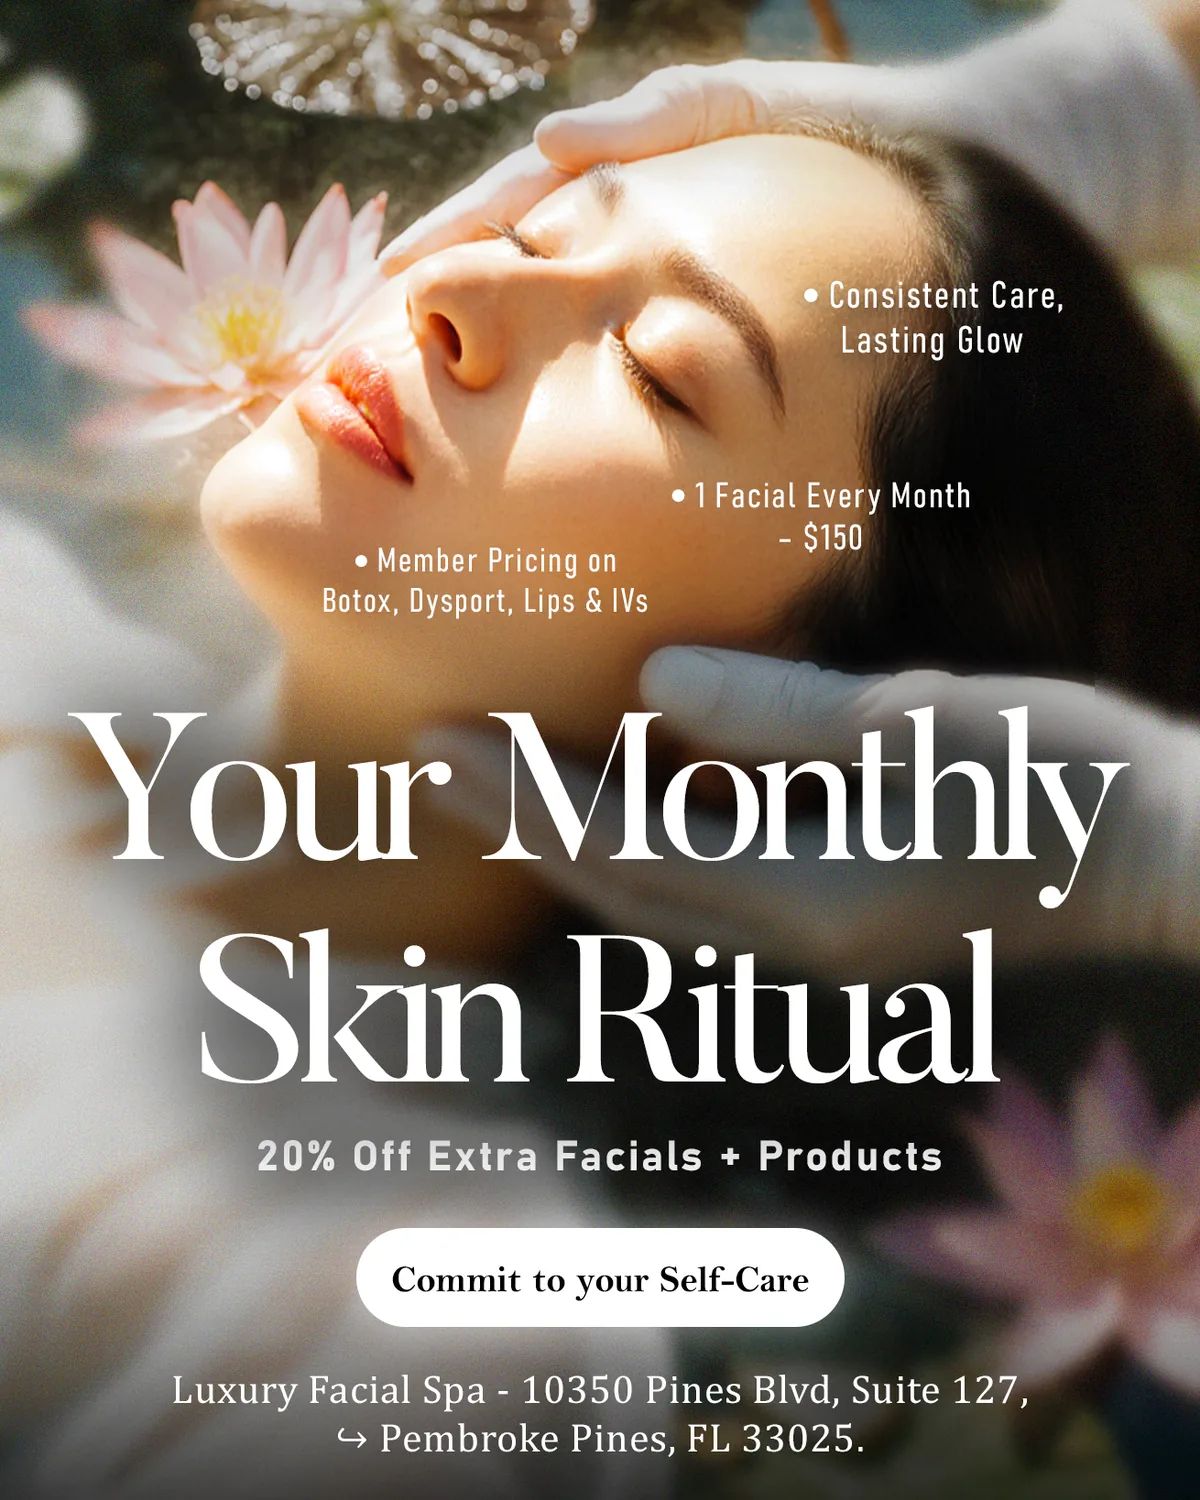 • Consistent Care,
Lasting Glow
• 1 Facial Every Month
- $150
• Member Pricing on
Botox, Dysport, Lips & IVs
Your Monthly
Skin Ritual
20% Off Extra Facials + Products
Commit to your Self-Care
Luxury Facial Spa - 10350 Pines Blvd, Suite 127,
↪ Pembroke Pines, FL 33025.